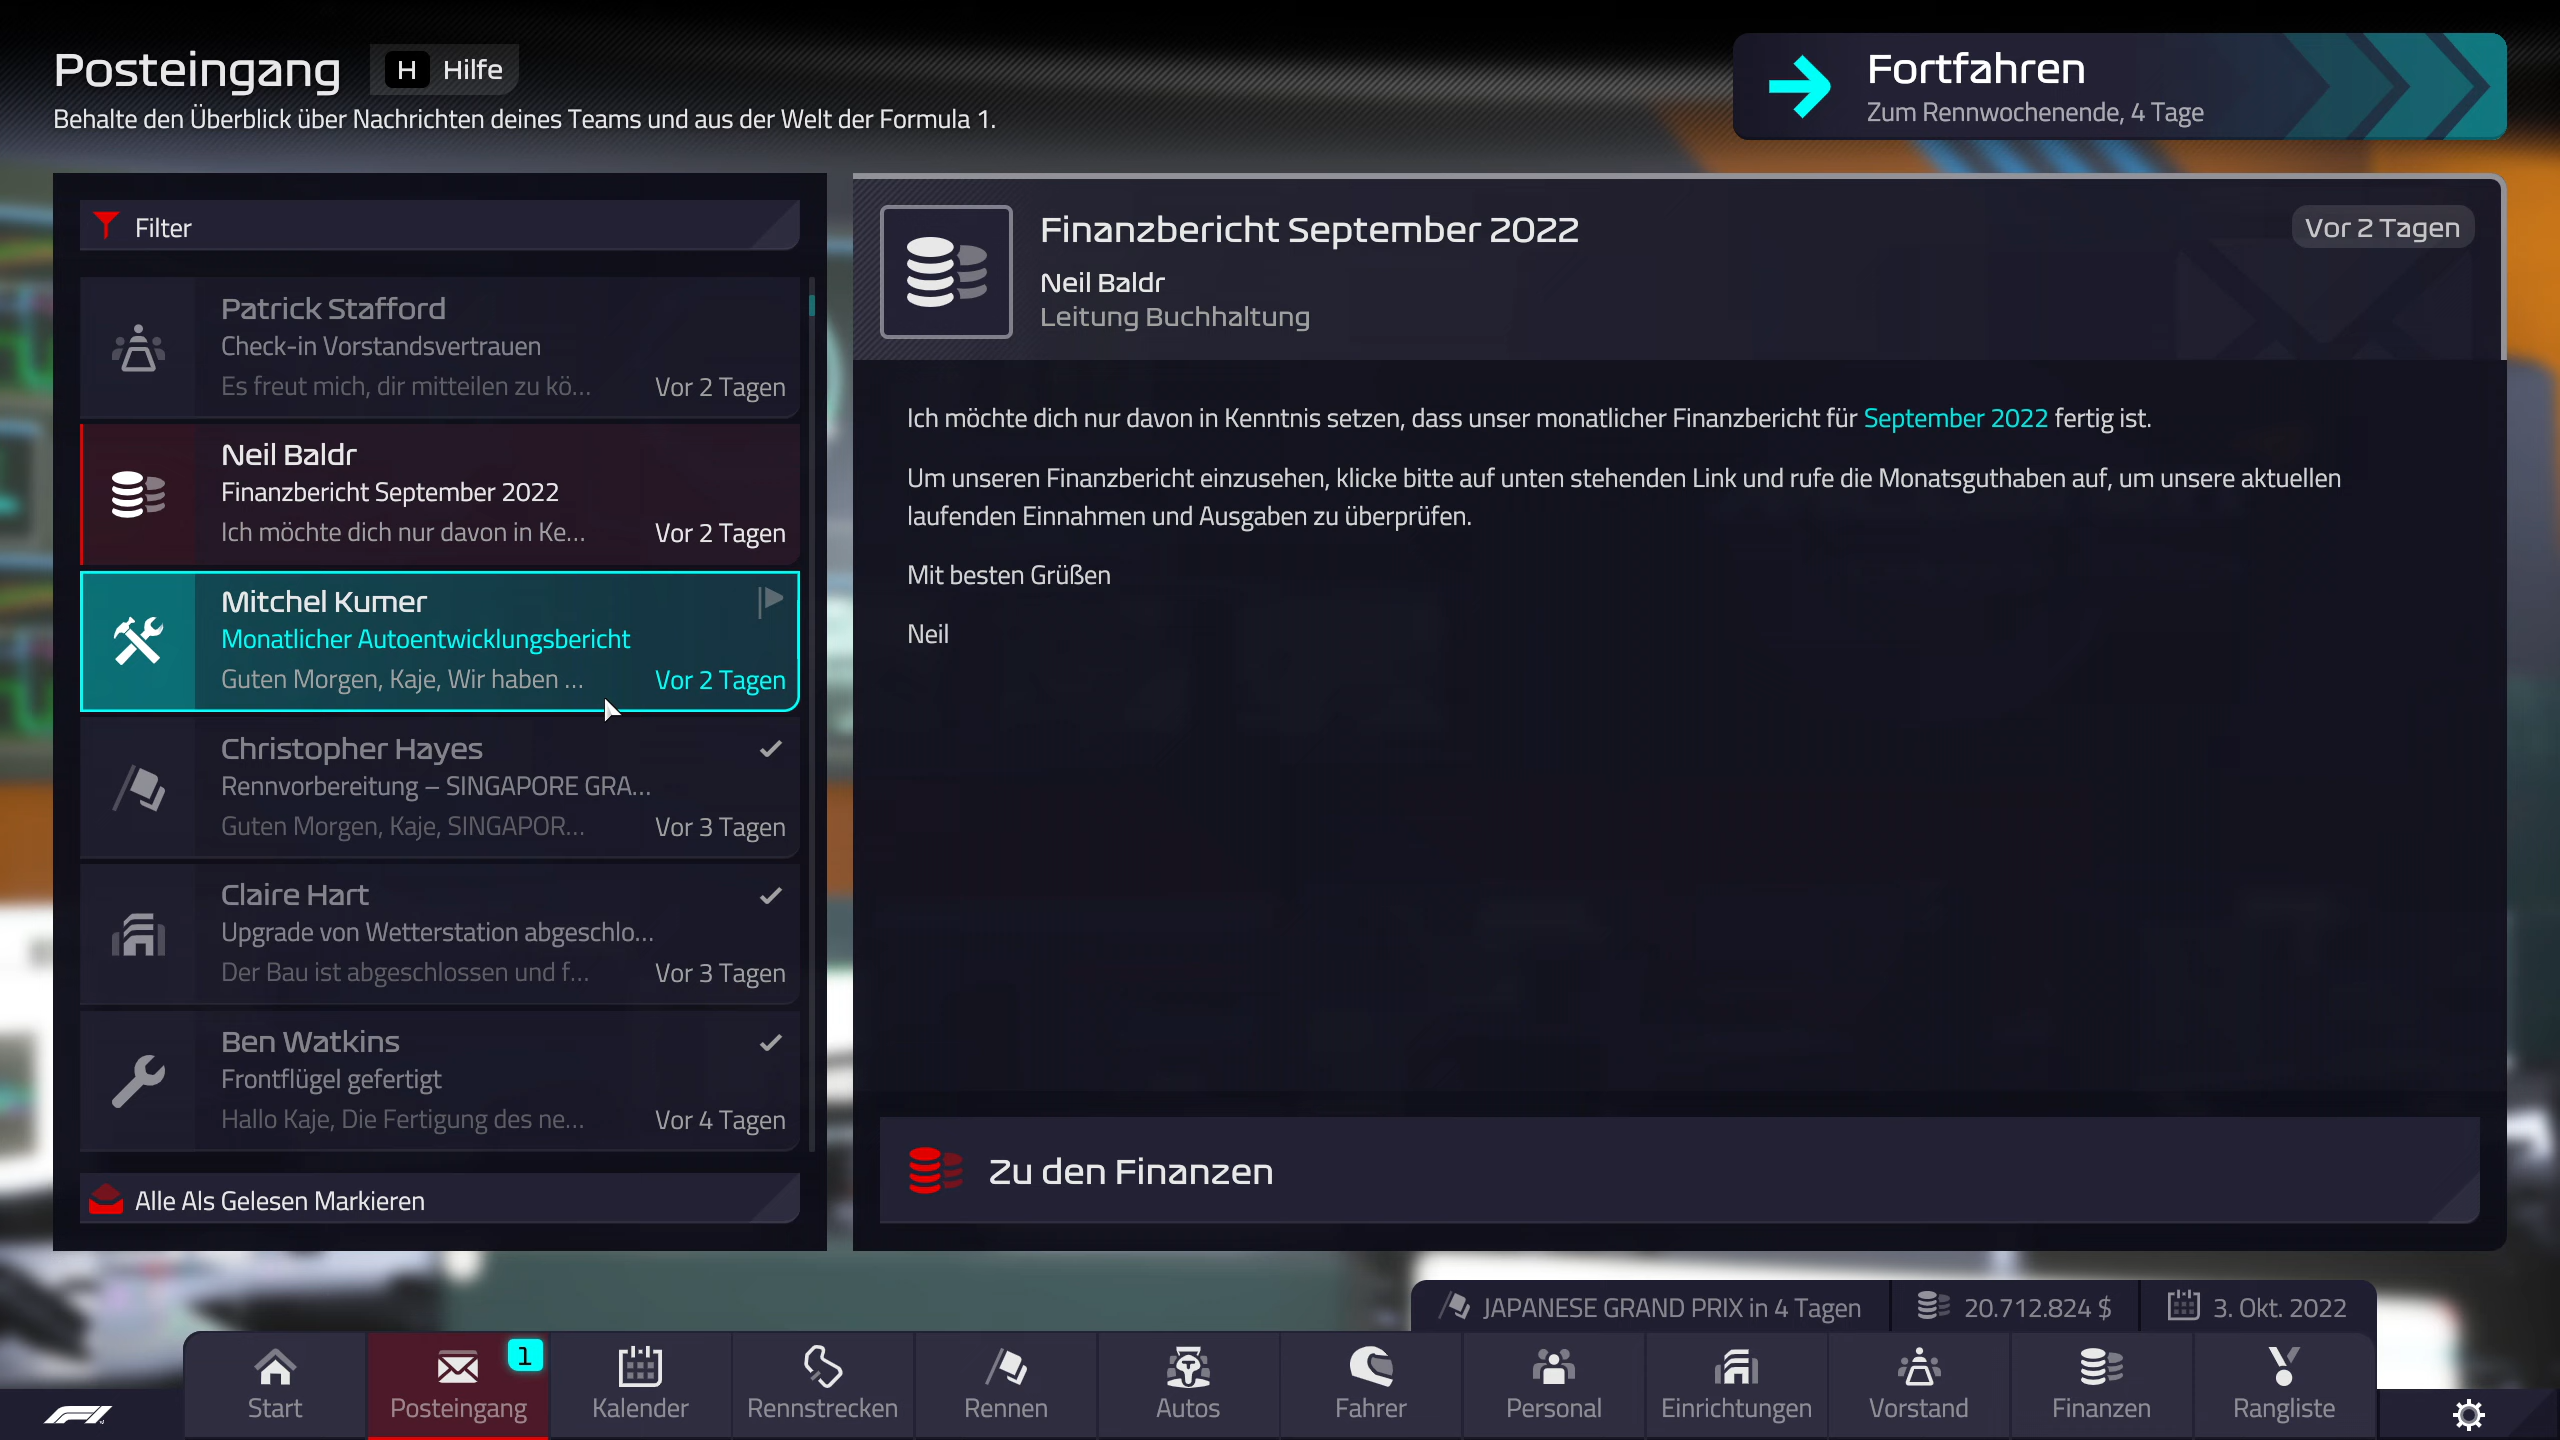 Posteingang
H Hilfe
Behalte den Überblick über Nachrichten deines Teams und aus der Welt der Formula 1.
Fortfahren
Zum Rennwochenende, 4 Tage
Filter
Patrick Stafford
Check-in Vorstandsvertrauen
Es freut mich, dir mitteilen zu kö...
Vor 2 Tagen
Neil Baldr
Finanzbericht September 2022
Ich möchte dich nur davon in Ke...
Vor 2 Tagen
Mitchel Kumer
Monatlicher Autoentwicklungsbericht
Guten Morgen, Kaje, Wir haben ...
Vor 2 Tagen
Christopher Hayes
Rennvorbereitung – SINGAPORE GRA...
Guten Morgen, Kaje, SINGAPOR...
Vor 3 Tagen
Claire Hart
Upgrade von Wetterstation abgeschlo...
Der Bau ist abgeschlossen und f...
Vor 3 Tagen
Ben Watkins
Frontflügel gefertigt
Hallo Kaje, Die Fertigung des ne...
Vor 4 Tagen
Alle Als Gelesen Markieren
Finanzbericht September 2022
Vor 2 Tagen
Neil Baldr
Leitung Buchhaltung
Ich möchte dich nur davon in Kenntnis setzen, dass unser monatlicher Finanzbericht für September 2022 fertig ist.
Um unseren Finanzbericht einzusehen, klicke bitte auf unten stehenden Link und rufe die Monatsguthaben auf, um unsere aktuellen
laufenden Einnahmen und Ausgaben zu überprüfen.
Mit besten Grüßen
Neil
Zu den Finanzen
JAPANESE GRAND PRIX in 4 Tagen
20.712.824 $
3. Okt. 2022
Start
Posteingang
1
Kalender
Rennstrecken
Rennen
Autos
Fahrer
Personal
Einrichtungen
Vorstand
Finanzen
Rangliste